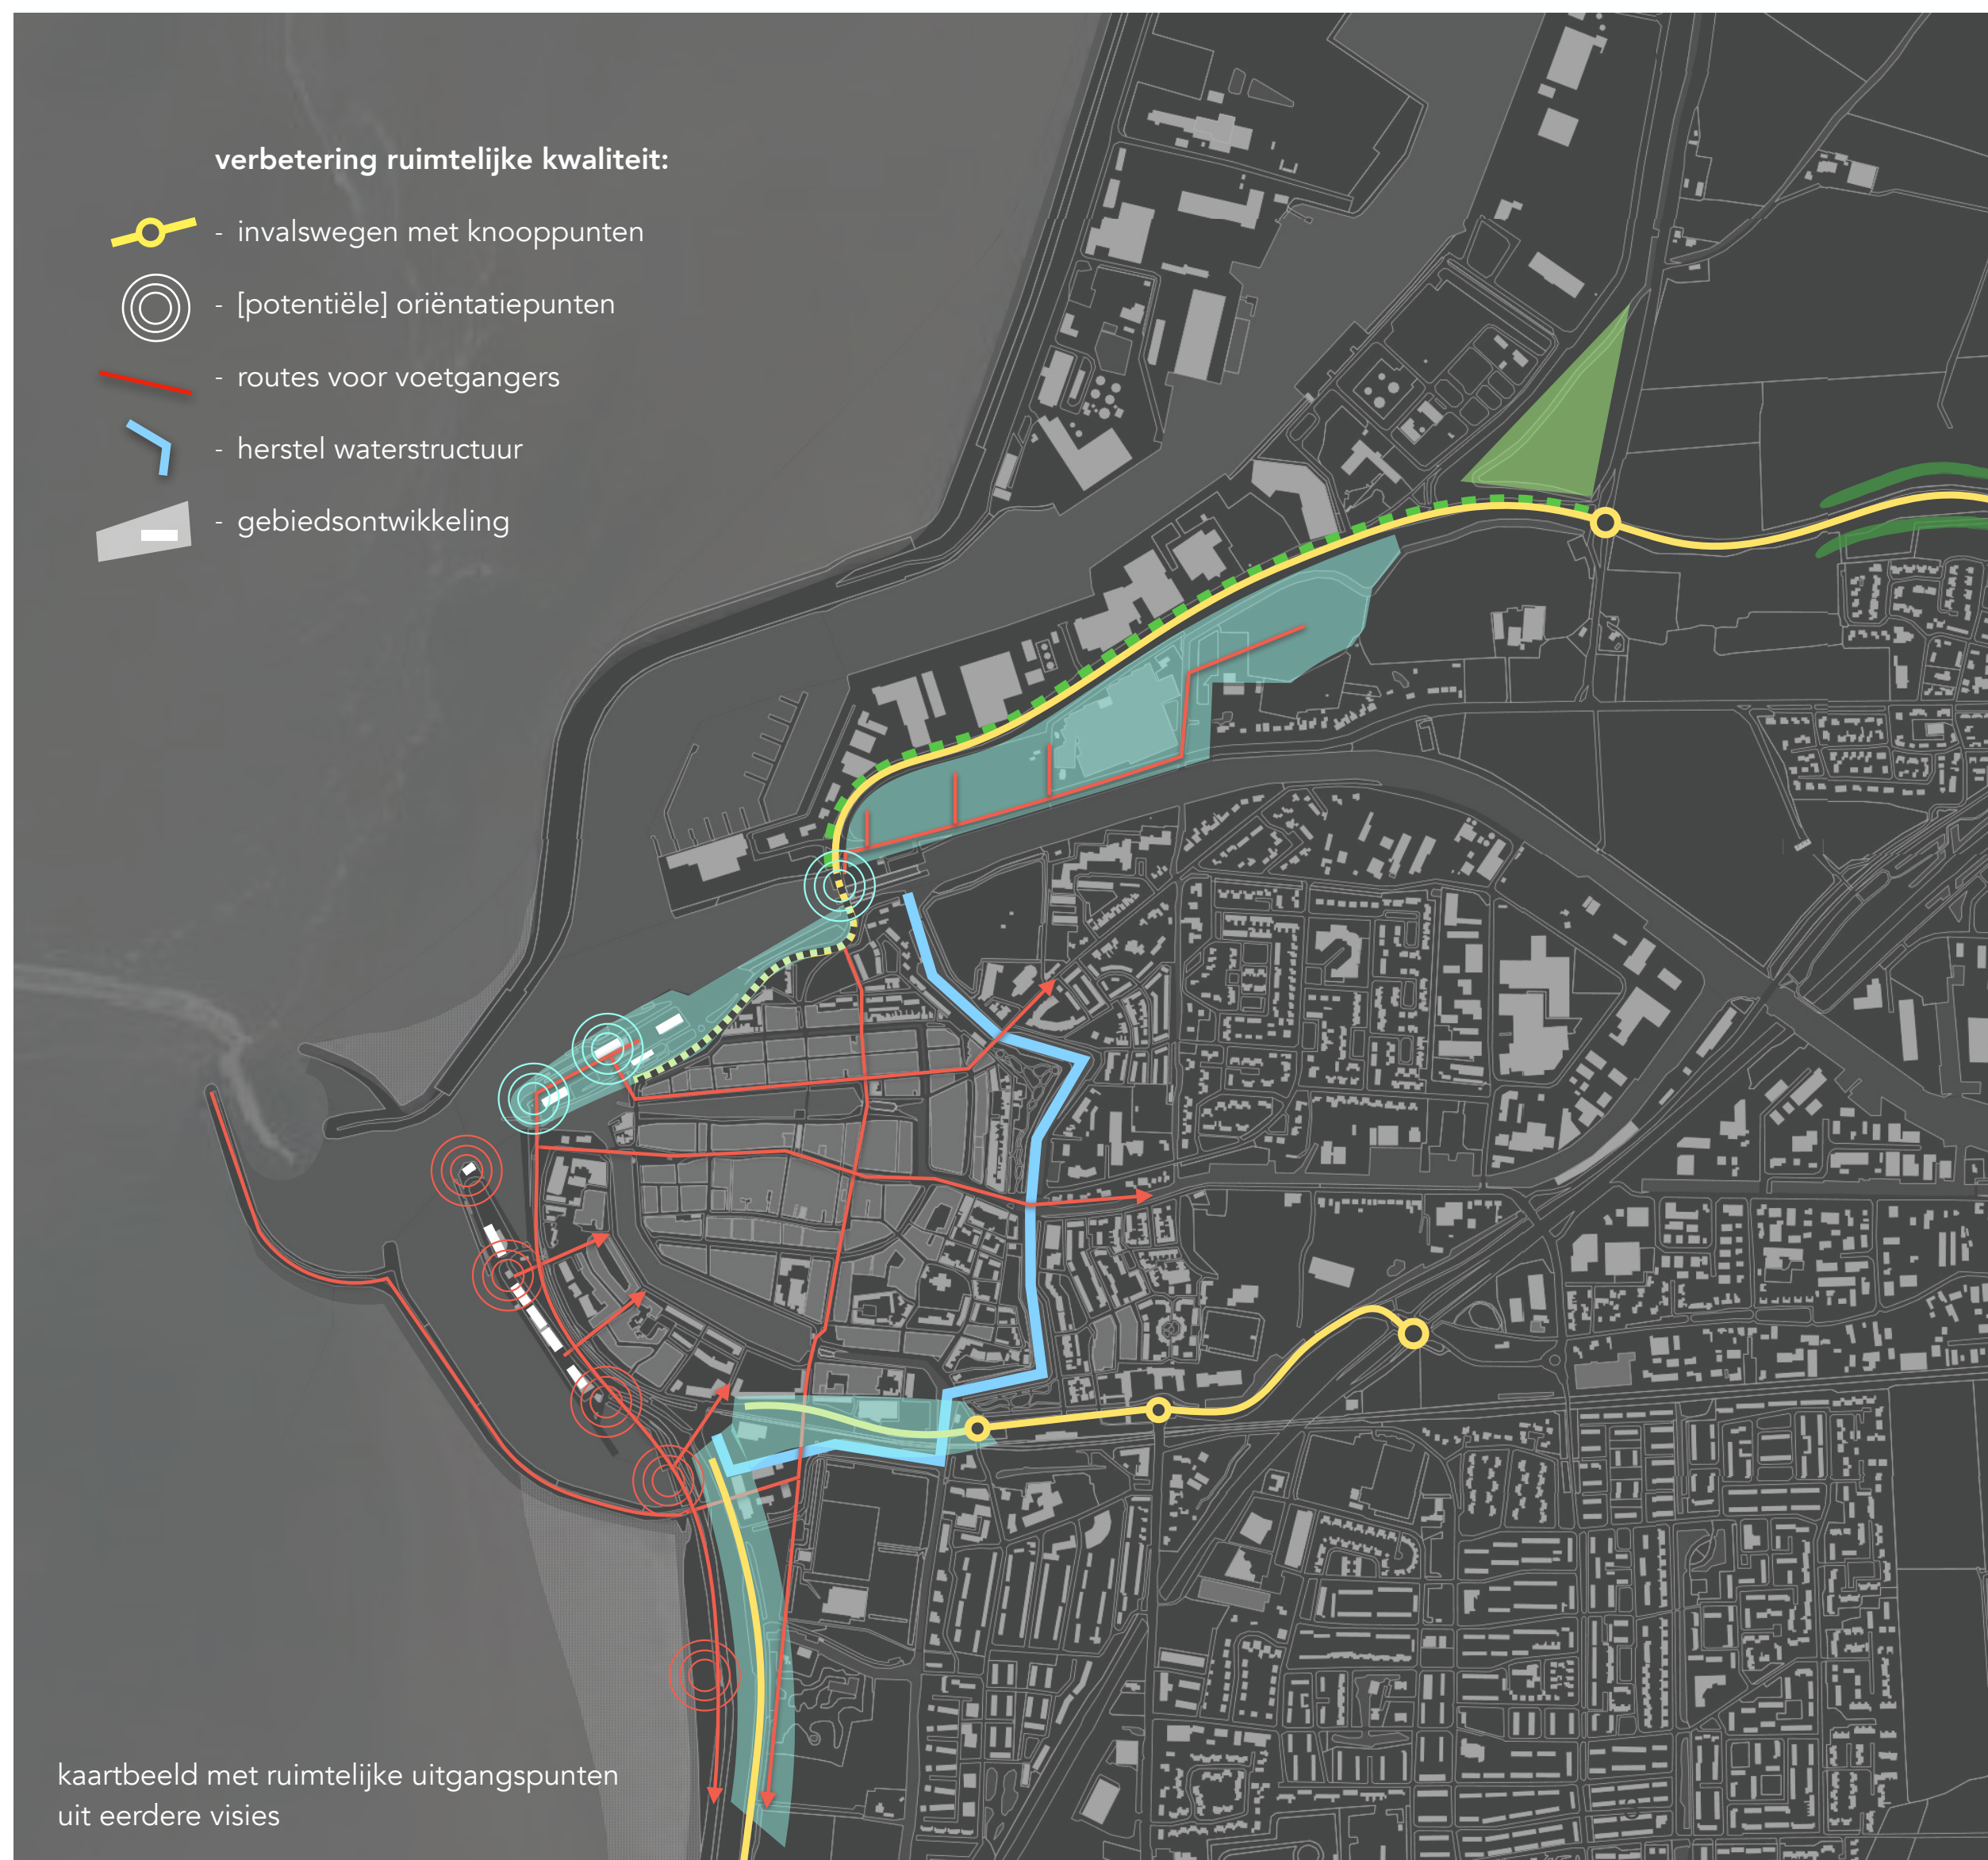 verbetering ruimtelijke kwaliteit:
- invalswegen met knooppunten
- [potentiële] oriëntatiepunten
- routes voor voetgangers
- herstel waterstructuur
- gebiedsontwikkeling
kaartbeeld met ruimtelijke uitgangspunten
uit eerdere visies